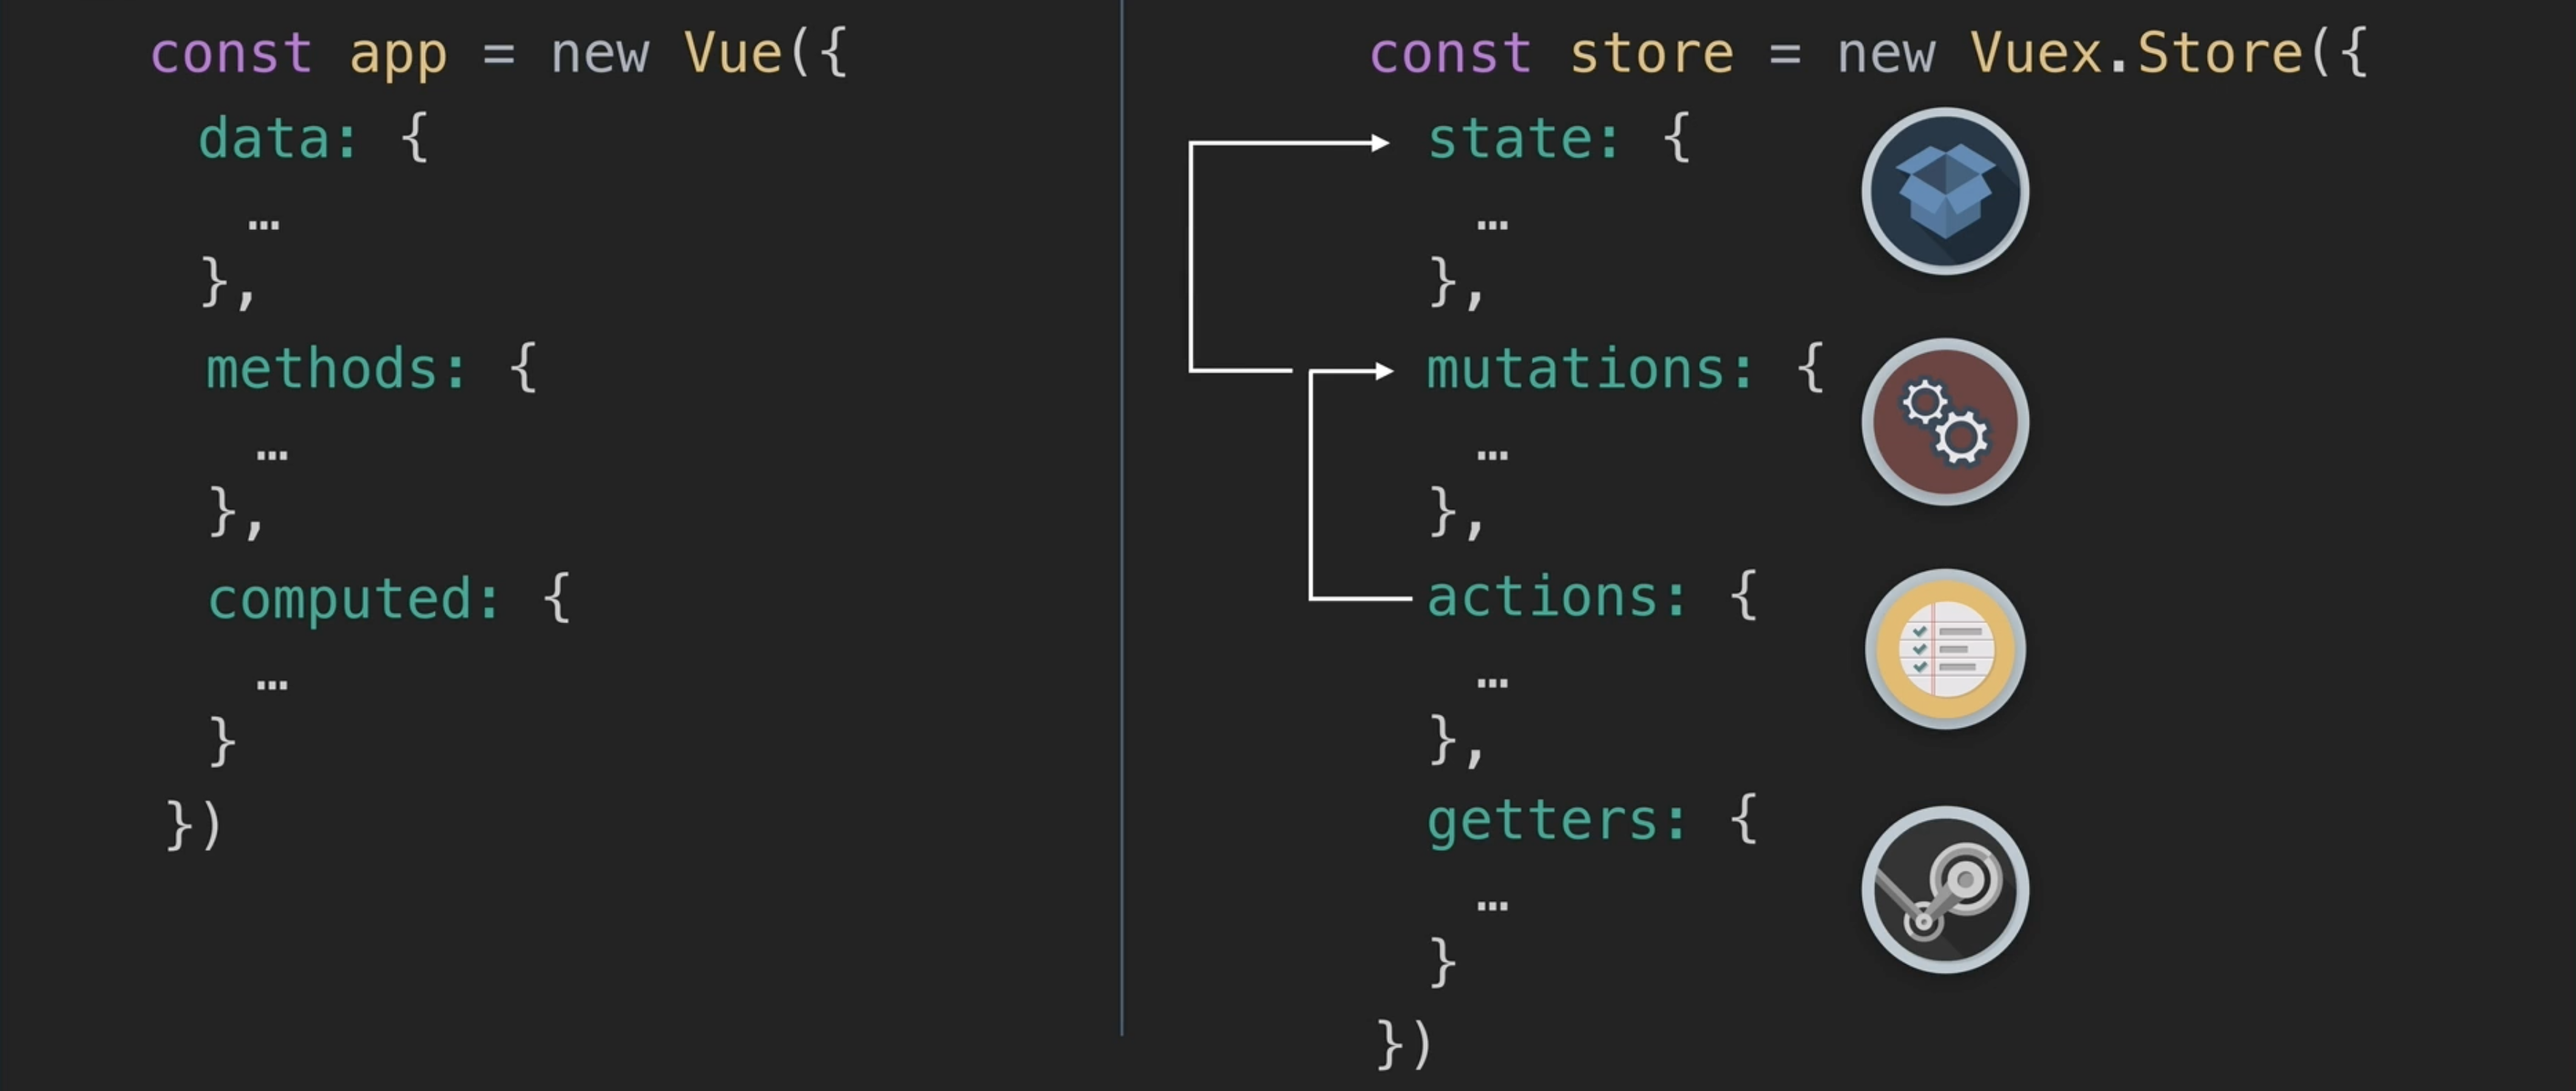 const app = new Vue({
data: {
…
},
methods: {
…
},
computed: {
…
}
})
const store = new Vuex.Store({
state: {
…
},
mutations: {
…
},
actions: {
…
},
getters: {
…
}
})